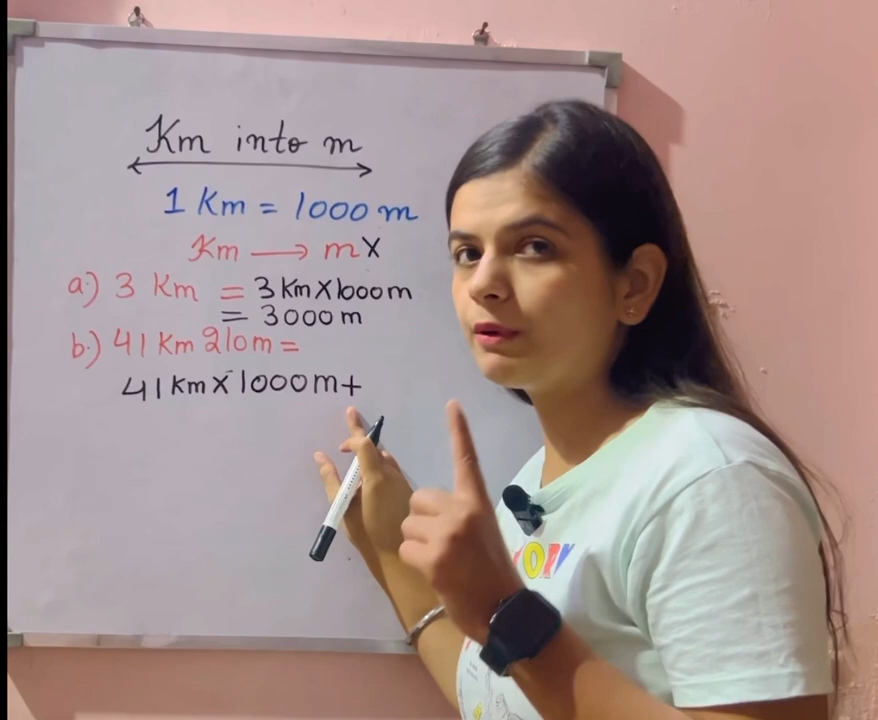 Km into m
1 Km = 1000 m
Km → m X
a.) 3 Km = 3 Km X 1000 m
= 3000 m
b.) 41 Km 210 m =
41 Km X 1000 m +